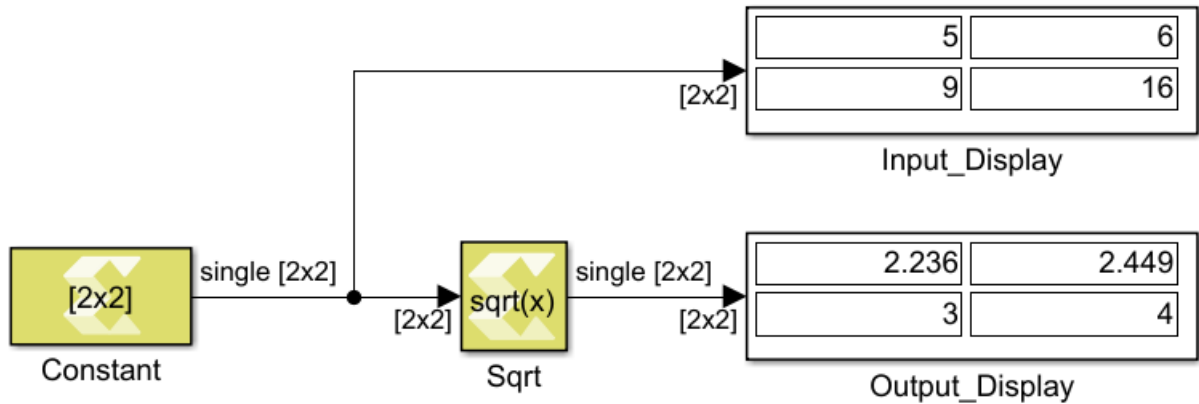 5 6
[2x2] 9 16
Input_Display
[2x2] single [2x2] sqrt(x) single [2x2] 2.236 2.449
[2x2] [2x2] 3 4
Constant Sqrt Output_Display